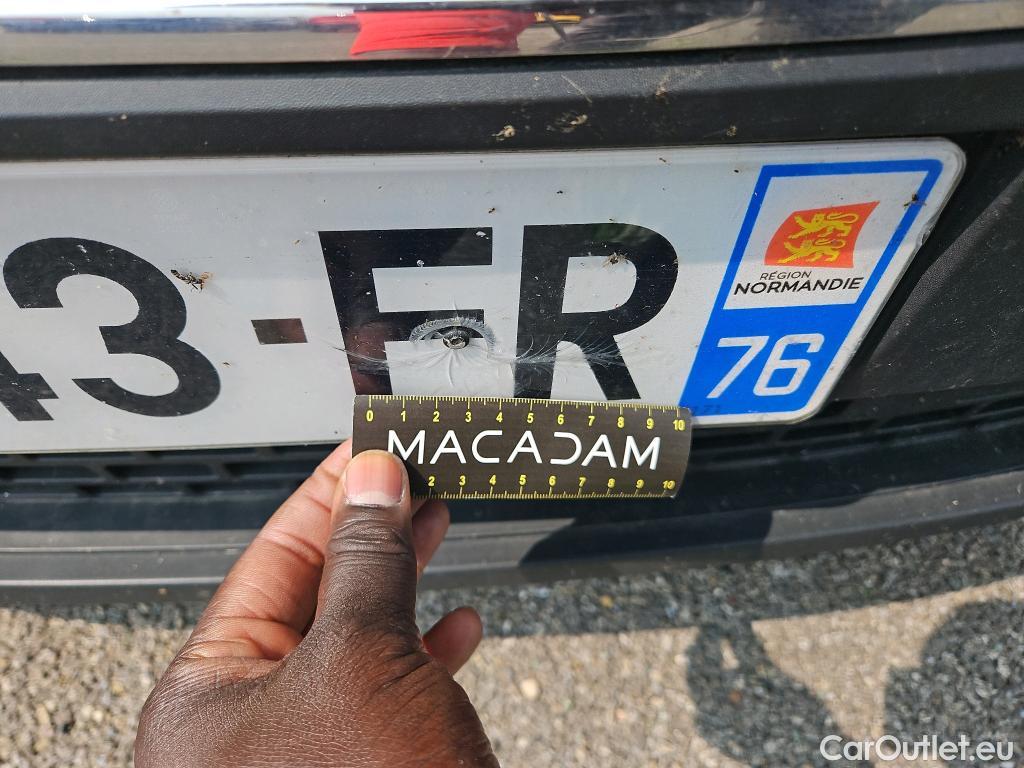 43-FR
RÉGION
NORMANDIE
76
0 1 2 3 4 5 6 7 8 9 10
MACADAM
2 3 4 5 6 7 8 9 10
CarOutlet.eu